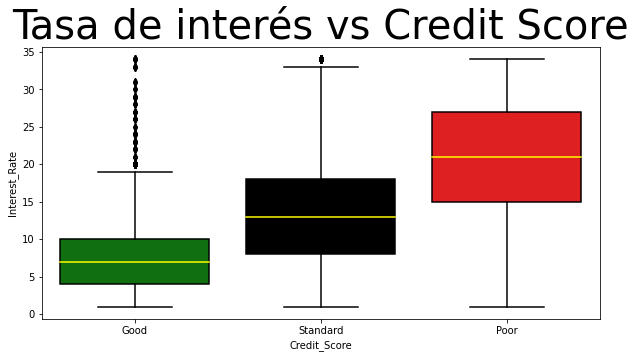 Tasa de interés vs Credit Score
35
30
25
20
15
10
5
0
Interest_Rate
Good Standard Poor
Credit_Score